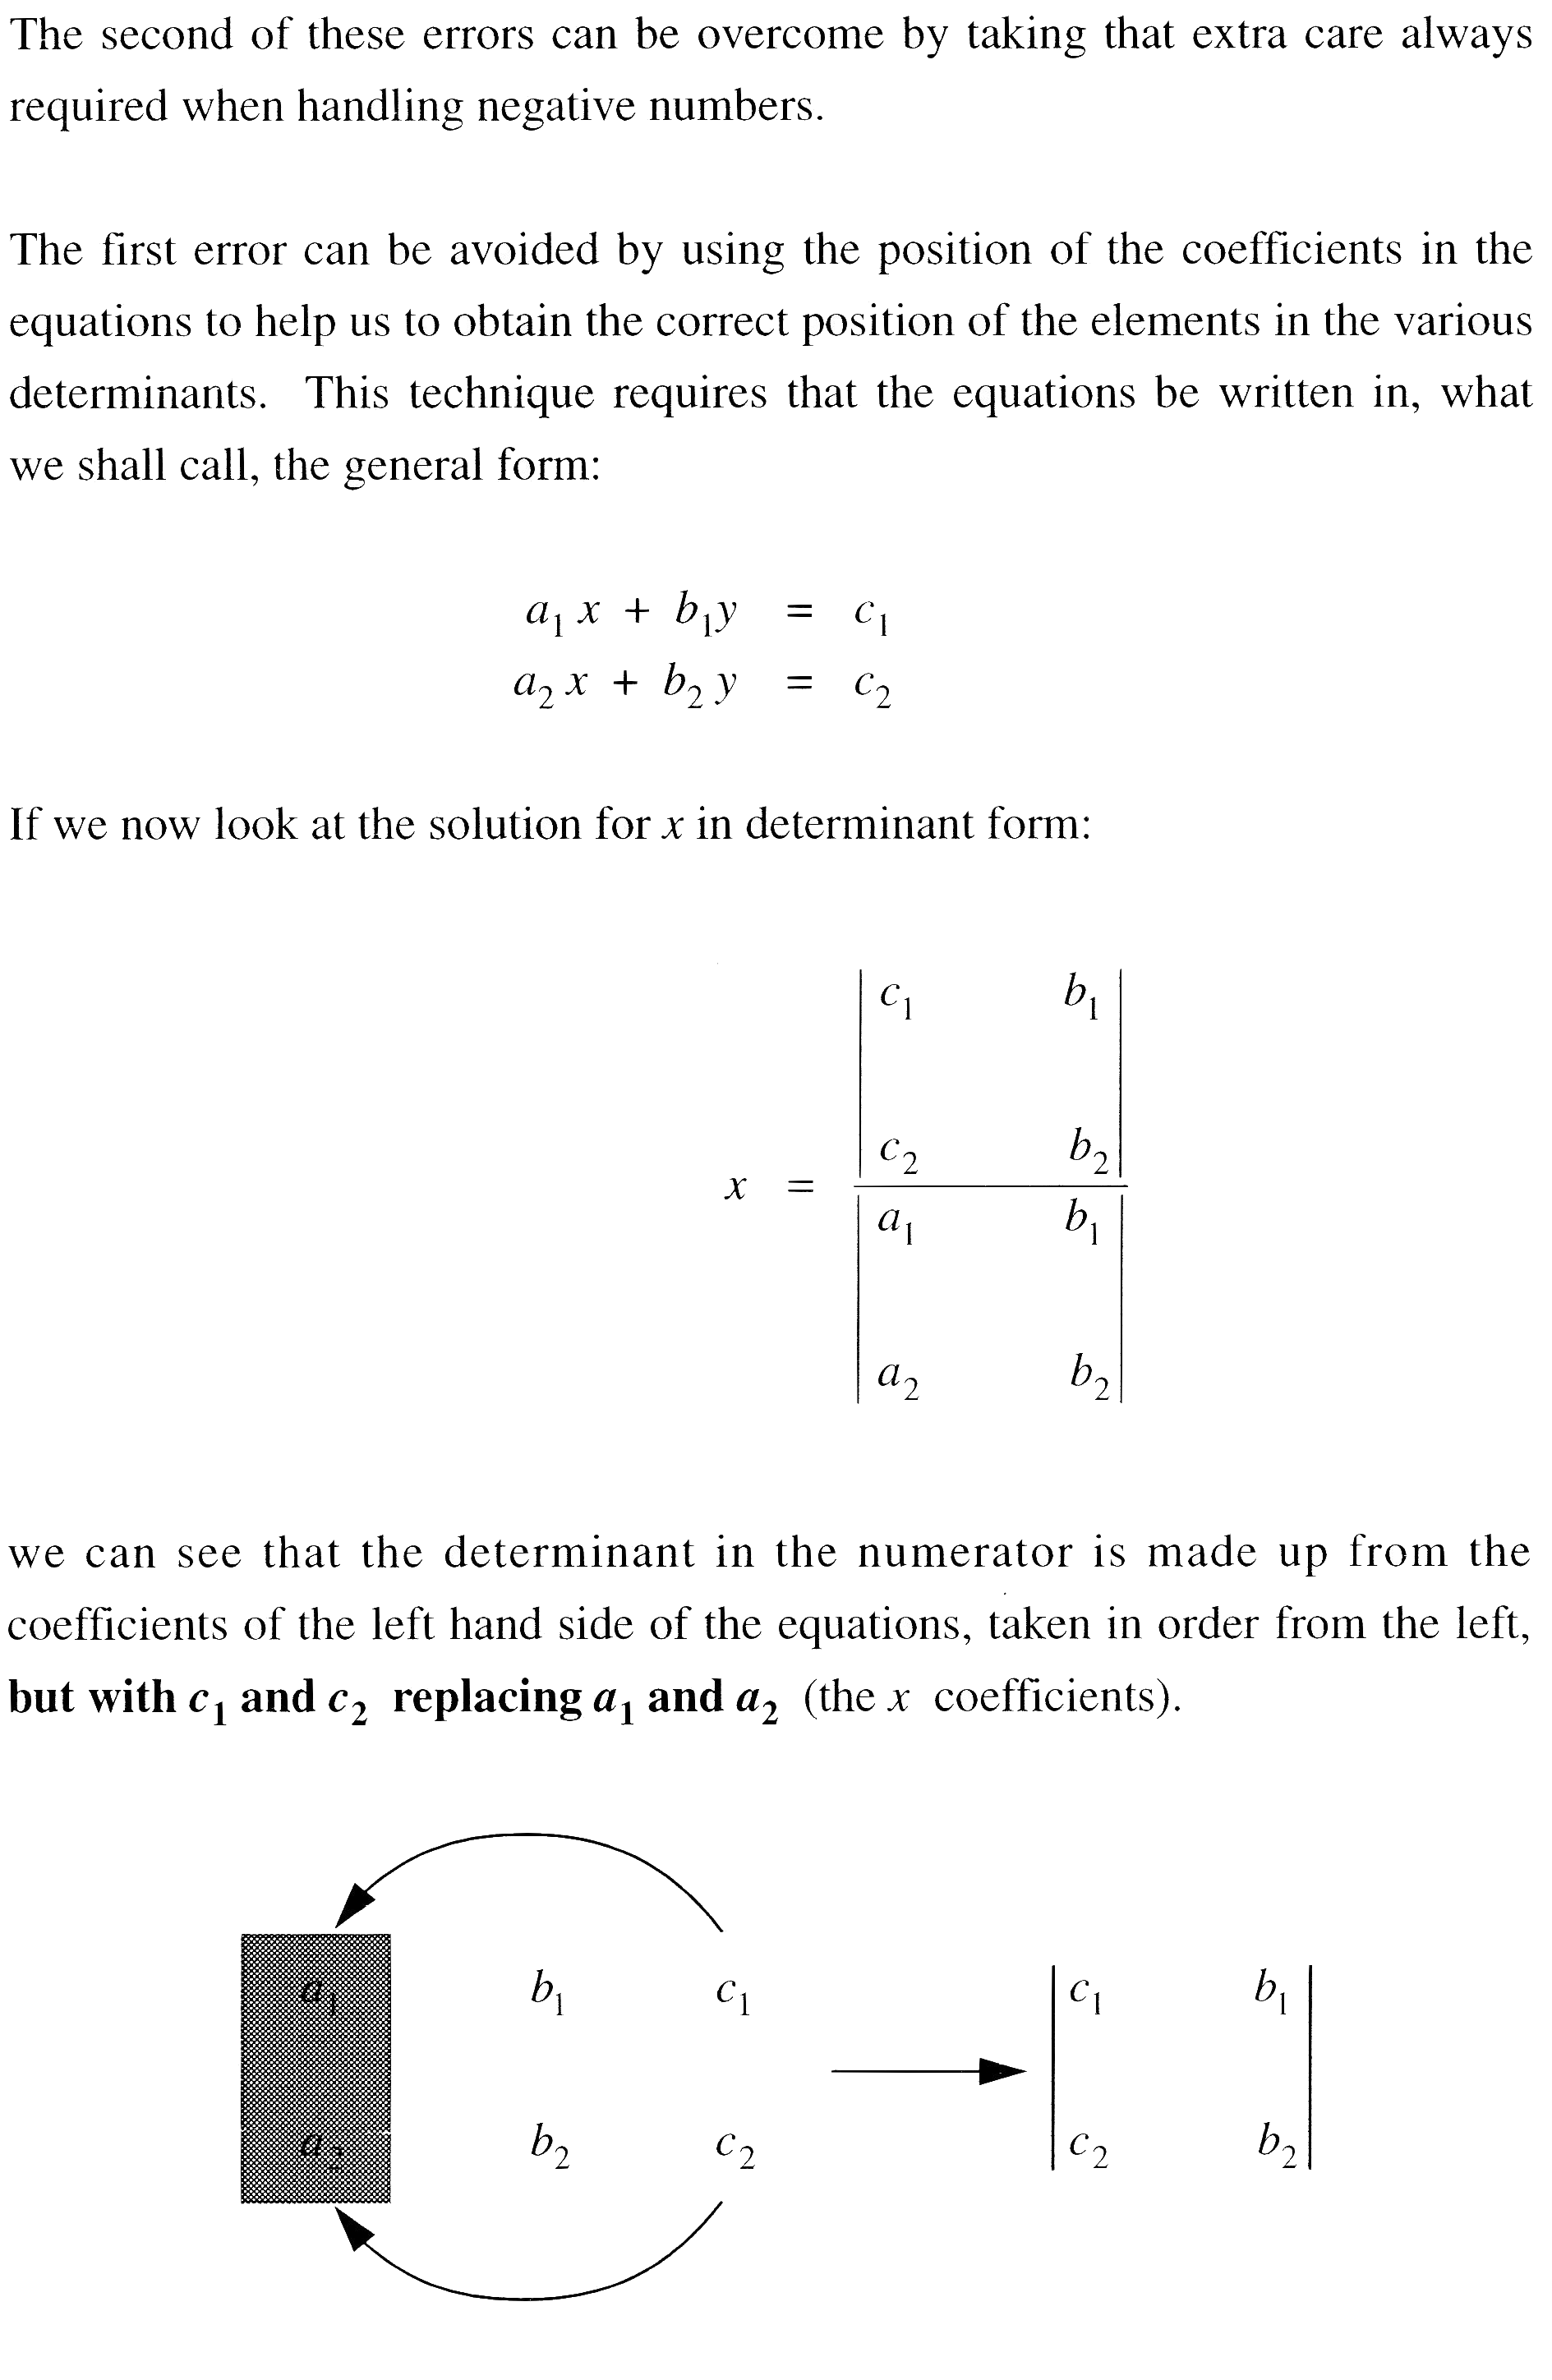 The second of these errors can be overcome by taking that extra care always
required when handling negative numbers.
The first error can be avoided by using the position of the coefficients in the
equations to help us to obtain the correct position of the elements in the various
determinants. This technique requires that the equations be written in, what
we shall call, the general form:
a₁ x + b₁y = c₁
a₂ x + b₂ y = c₂
If we now look at the solution for x in determinant form:
c₁ b₁
c₂ b₂
x =
a₁ b₁
a₂ b₂
we can see that the determinant in the numerator is made up from the
coefficients of the left hand side of the equations, taken in order from the left,
but with c₁ and c₂ replacing a₁ and a₂ (the x coefficients).
a₁ b₁ c₁ c₁ b₁
a₂ b₂ c₂ c₂ b₂